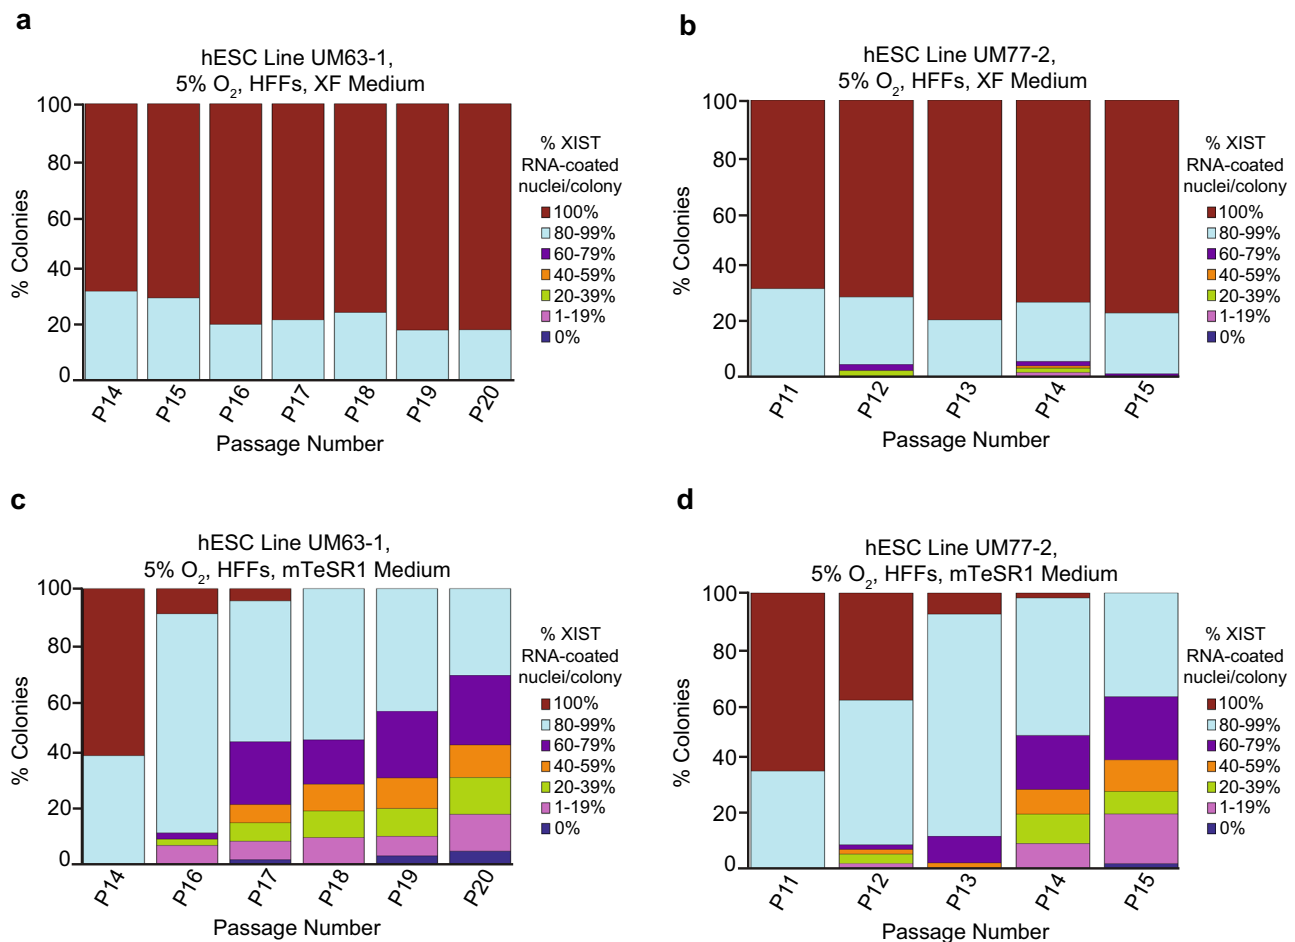 a
hESC Line UM63-1,
5% O2, HFFs, XF Medium
100
80
60
40
20
0
% Colonies
P14
P15
P16
P17
P18
P19
P20
Passage Number
% XIST
RNA-coated
nuclei/colony
100%
80-99%
60-79%
40-59%
20-39%
1-19%
0%
b
hESC Line UM77-2,
5% O2, HFFs, XF Medium
100
80
60
40
20
0
% Colonies
P11
P12
P13
P14
P15
Passage Number
% XIST
RNA-coated
nuclei/colony
100%
80-99%
60-79%
40-59%
20-39%
1-19%
0%
c
hESC Line UM63-1,
5% O2, HFFs, mTeSR1 Medium
100
80
60
40
20
0
% Colonies
P14
P16
P17
P18
P19
P20
Passage Number
% XIST
RNA-coated
nuclei/colony
100%
80-99%
60-79%
40-59%
20-39%
1-19%
0%
d
hESC Line UM77-2,
5% O2, HFFs, mTeSR1 Medium
100
80
60
40
20
0
% Colonies
P11
P12
P13
P14
P15
Passage Number
% XIST
RNA-coated
nuclei/colony
100%
80-99%
60-79%
40-59%
20-39%
1-19%
0%